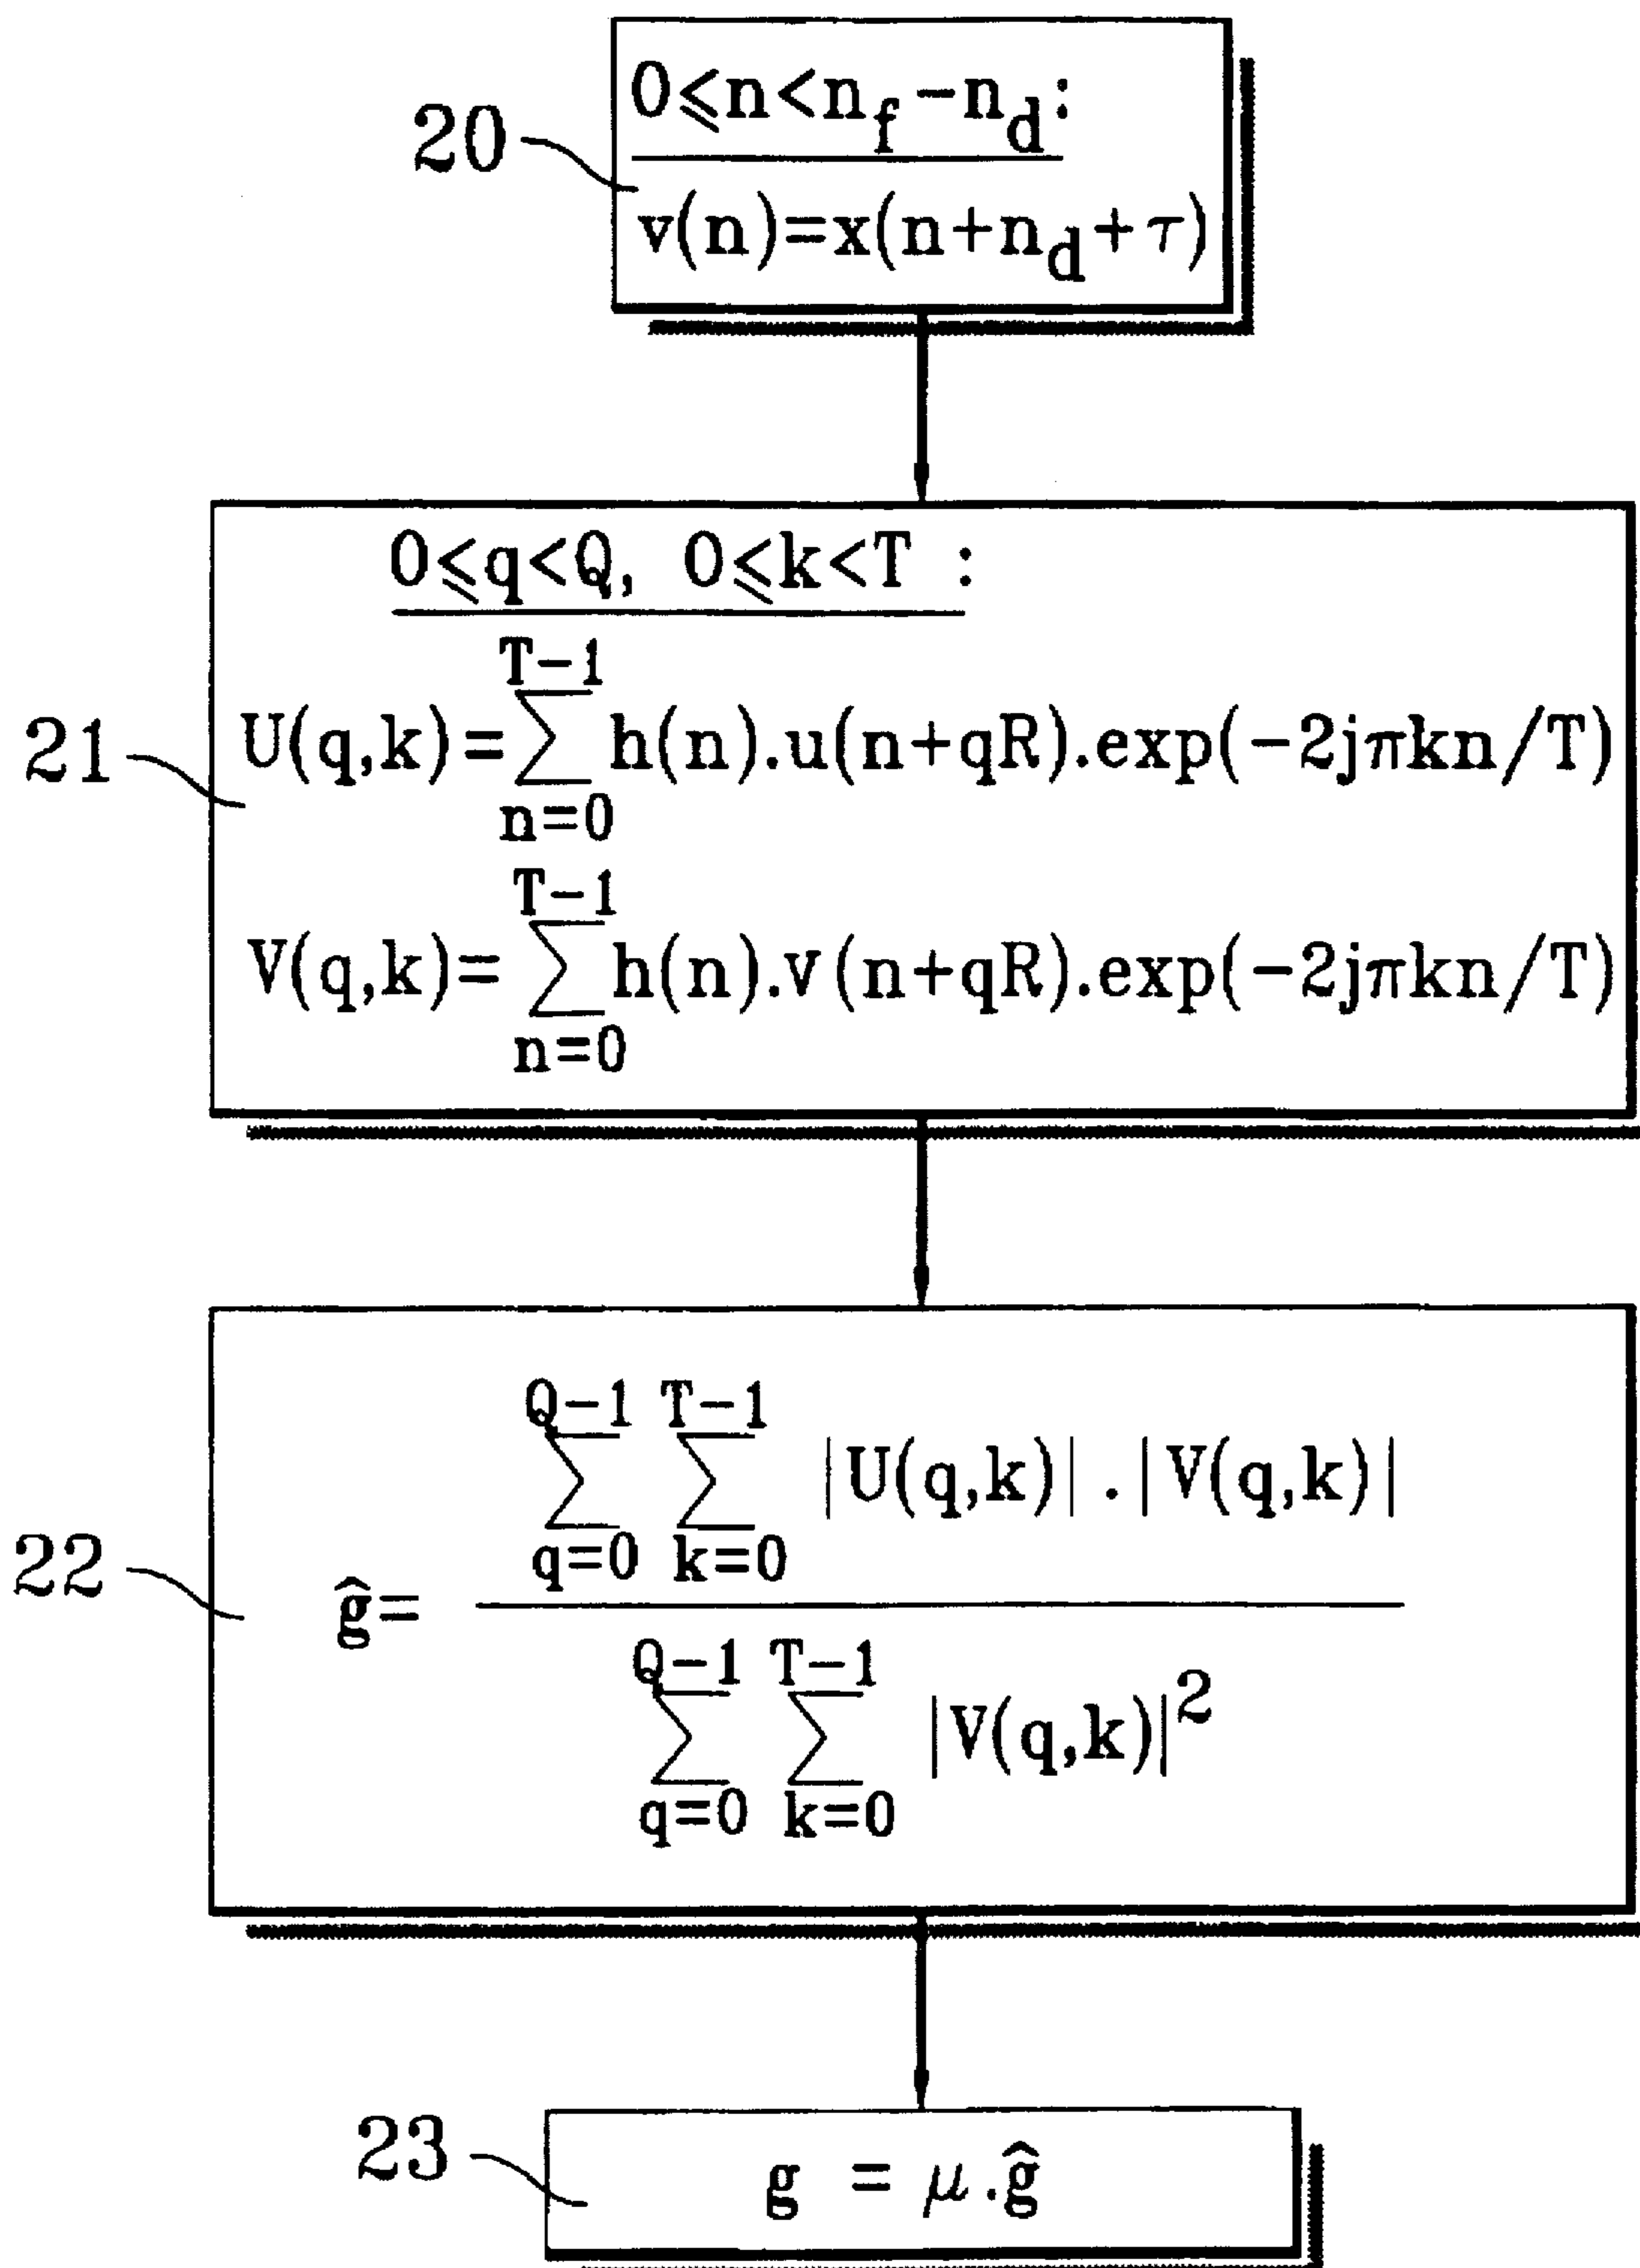 0⩽n<n_f-n_d:
20
v(n)=x(n+n_d+τ)
0⩽q<Q, 0⩽k<T :
T-1
21
U(q,k)=∑h(n).u(n+qR).exp(-2jπkn/T)
n=0
T-1
V(q,k)=∑h(n).v(n+qR).exp(-2jπkn/T)
n=0
Q-1 T-1
∑ ∑ |U(q,k)| . |V(q,k)|
q=0 k=0
22
ĝ=
Q-1 T-1
∑ ∑ |V(q,k)|²
q=0 k=0
23
g = μ.ĝ